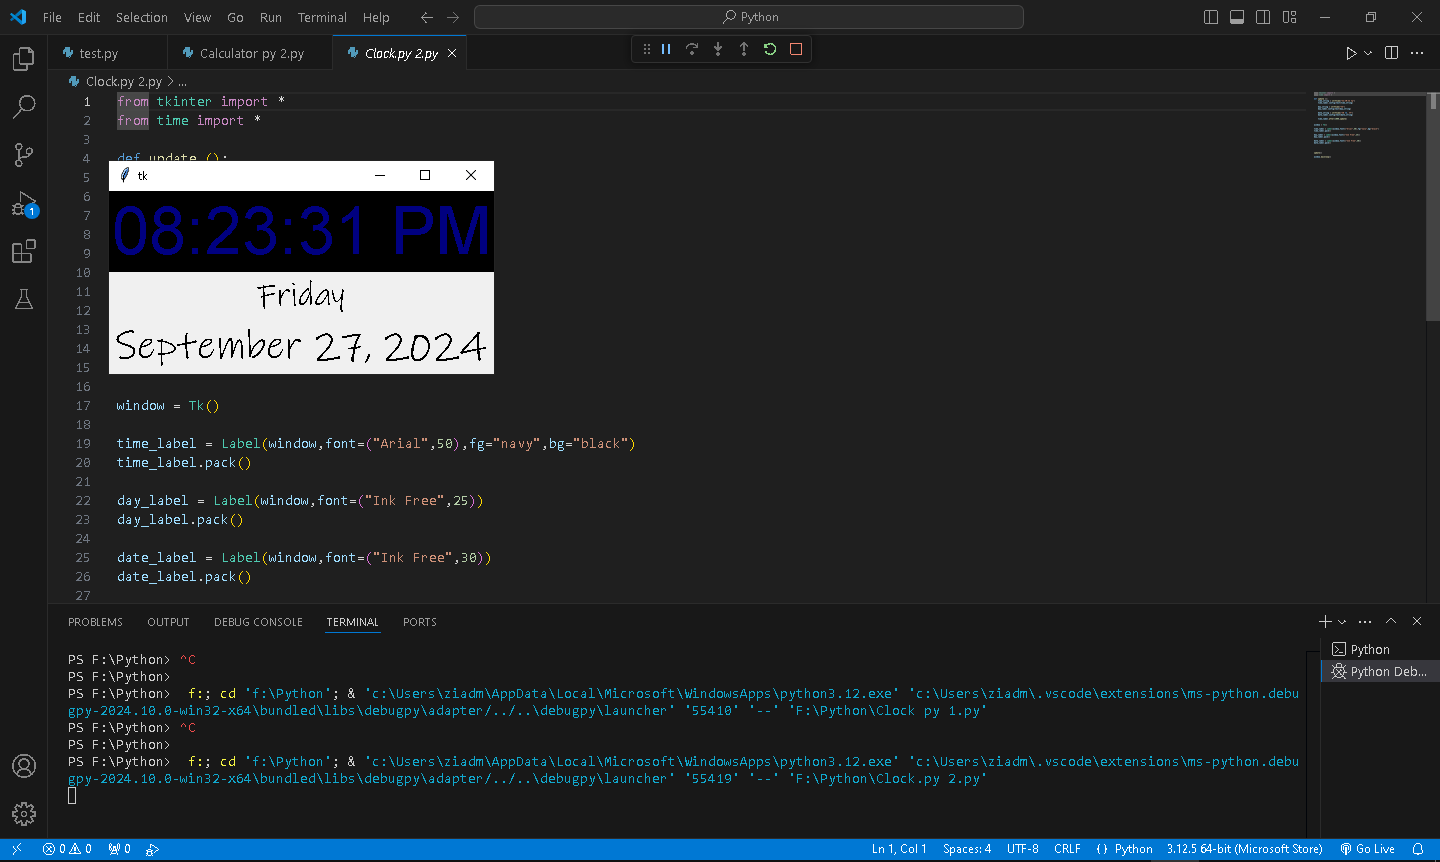 File Edit Selection View Go Run Terminal Help
Python
test.py Calculator py 2.py Clock.py 2.py
Clock.py 2.py > ...
1 from tkinter import *
2 from time import *
3
4 def update ():
5
6
7
8
9
10
11
12
13
14
15
16
17 window = Tk()
18
19 time_label = Label(window,font=("Arial",50),fg="navy",bg="black")
20 time_label.pack()
21
22 day_label = Label(window,font=("Ink Free",25))
23 day_label.pack()
24
25 date_label = Label(window,font=("Ink Free",30))
26 date_label.pack()
27
tk
08:23:31 PM
Friday
September 27, 2024
1
PROBLEMS OUTPUT DEBUG CONSOLE TERMINAL PORTS
PS F:\Python> ^C
PS F:\Python>
PS F:\Python>  f:; cd 'f:\Python'; & 'c:\Users\ziadm\AppData\Local\Microsoft\WindowsApps\python3.12.exe' 'c:\Users\ziadm\.vscode\extensions\ms-python.debu
gpy-2024.10.0-win32-x64\bundled\libs\debugpy\adapter/../..\debugpy\launcher' '55410' '--' 'F:\Python\Clock py 1.py'
PS F:\Python> ^C
PS F:\Python>
PS F:\Python>  f:; cd 'f:\Python'; & 'c:\Users\ziadm\AppData\Local\Microsoft\WindowsApps\python3.12.exe' 'c:\Users\ziadm\.vscode\extensions\ms-python.debu
gpy-2024.10.0-win32-x64\bundled\libs\debugpy\adapter/../..\debugpy\launcher' '55419' '--' 'F:\Python\Clock.py 2.py'
Python
Python Deb...
0 0 0 Ln 1, Col 1 Spaces: 4 UTF-8 CRLF {} Python 3.12.5 64-bit (Microsoft Store) Go Live